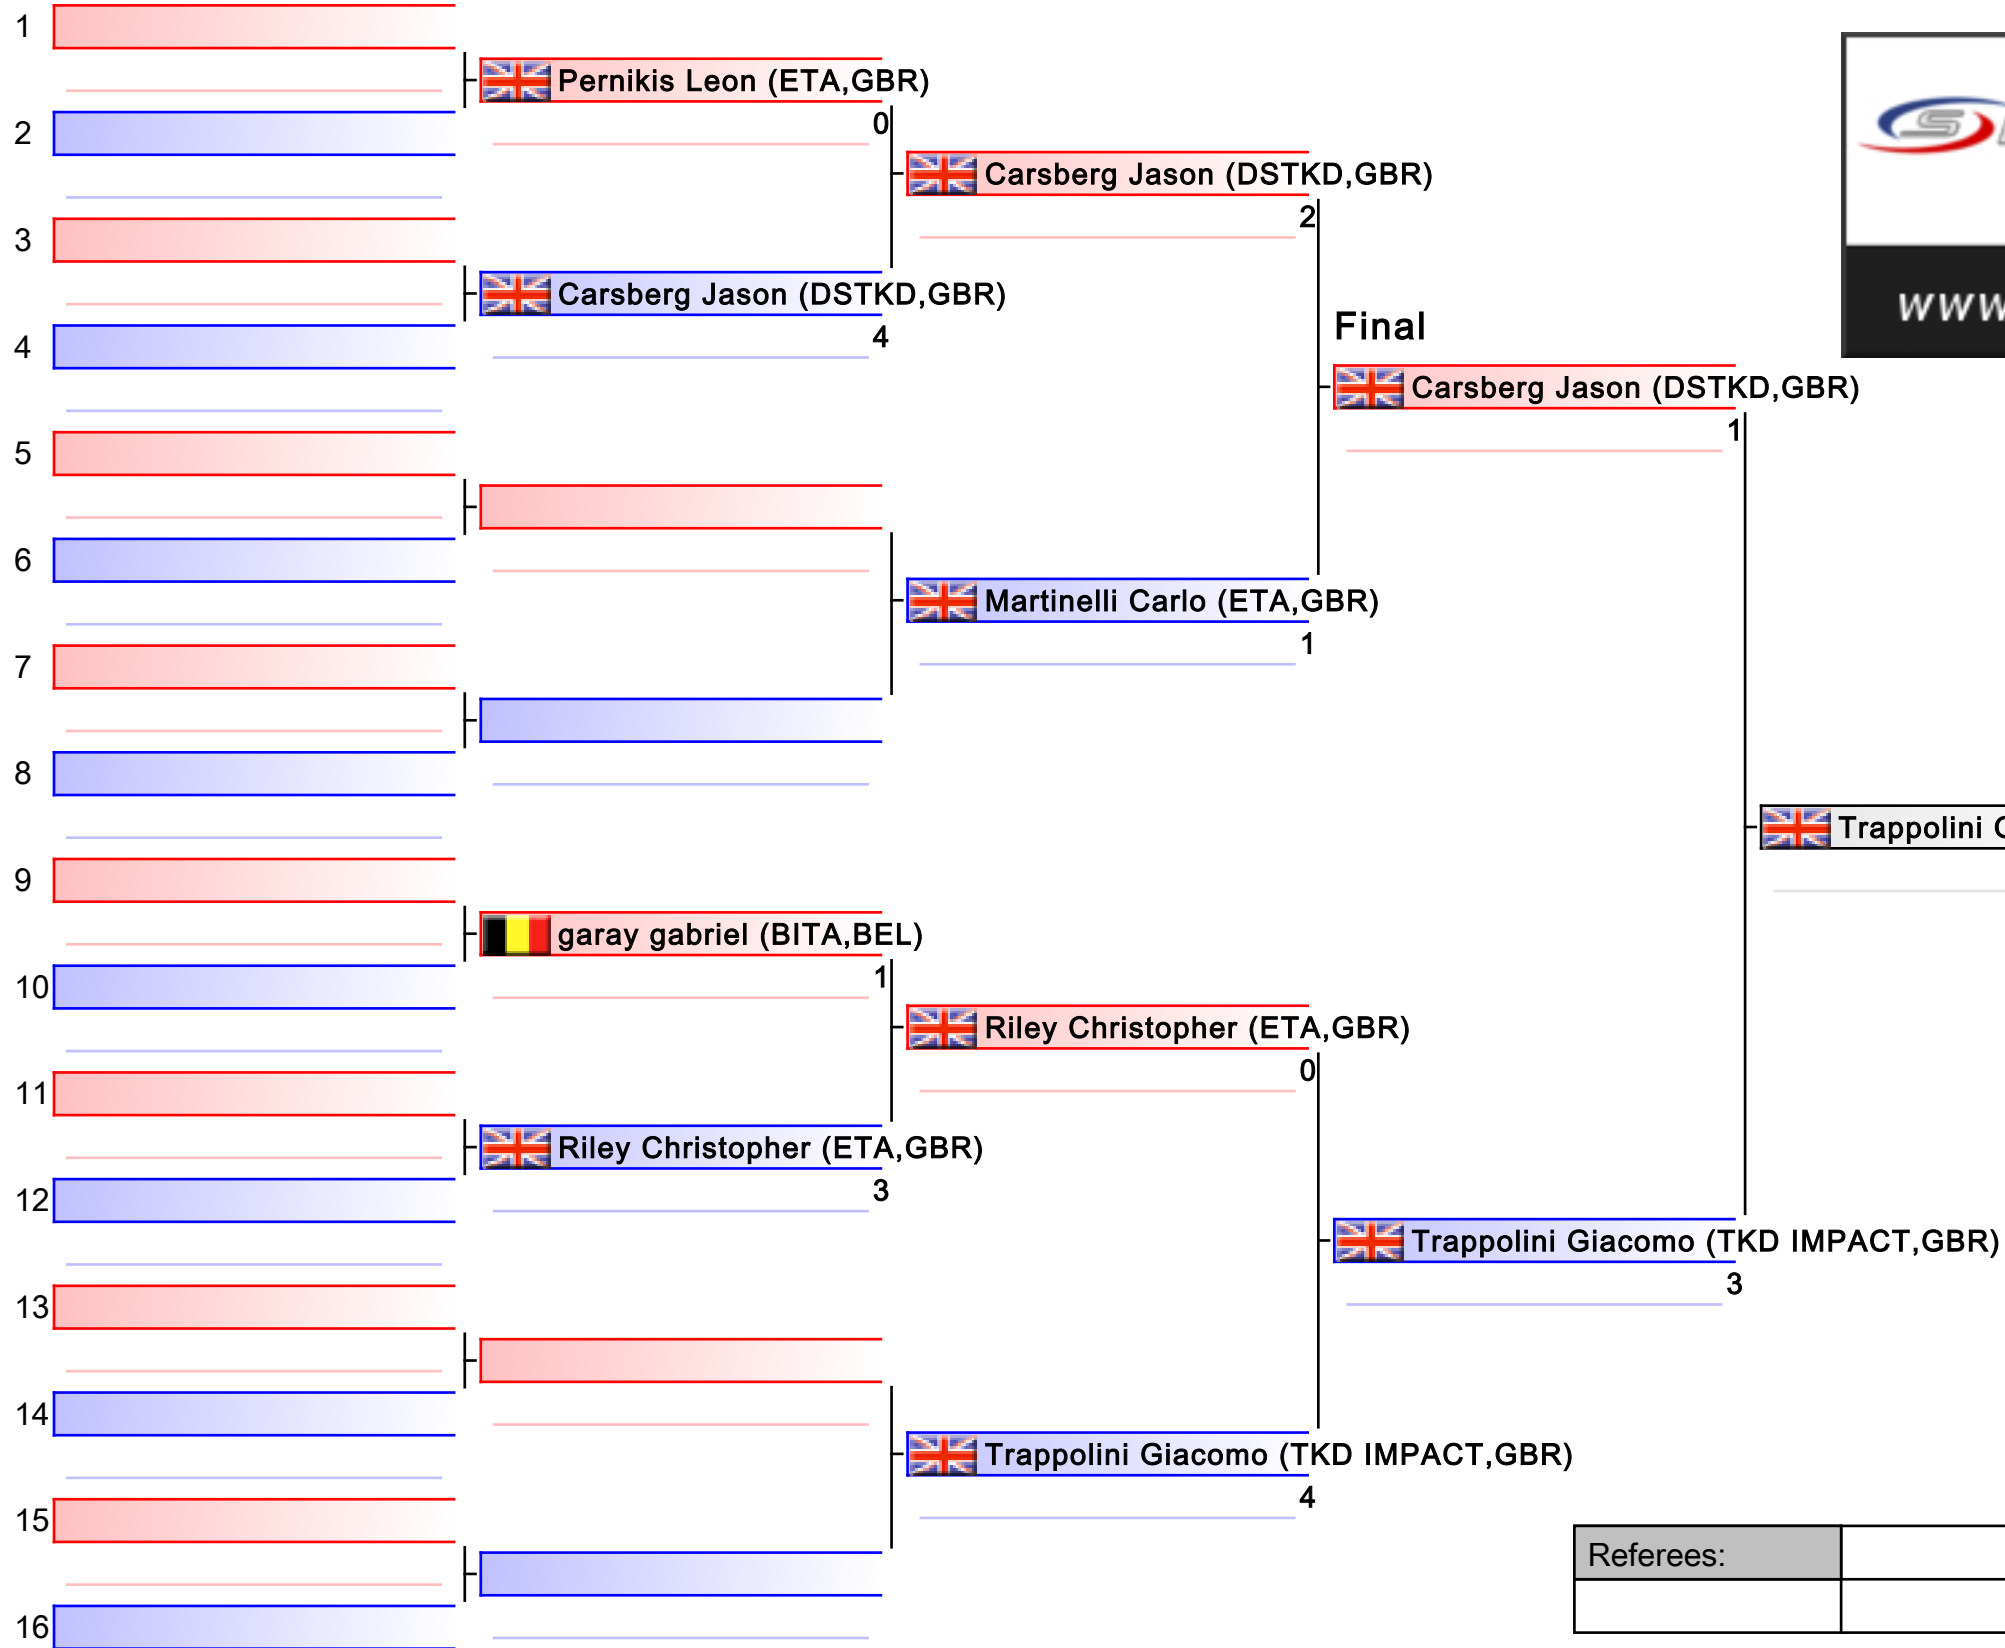 1
Pernikis Leon (ETA,GBR)
0
2
Carsberg Jason (DSTKD,GBR)
2
3
Carsberg Jason (DSTKD,GBR)
4
4
Final
Carsberg Jason (DSTKD,GBR)
1
5
6
Martinelli Carlo (ETA,GBR)
1
7
8
Trappolini
9
garay gabriel (BITA,BEL)
1
10
Riley Christopher (ETA,GBR)
0
11
Riley Christopher (ETA,GBR)
3
12
Trappolini Giacomo (TKD IMPACT,GBR)
3
13
14
Trappolini Giacomo (TKD IMPACT,GBR)
4
15
Referees:
16
www